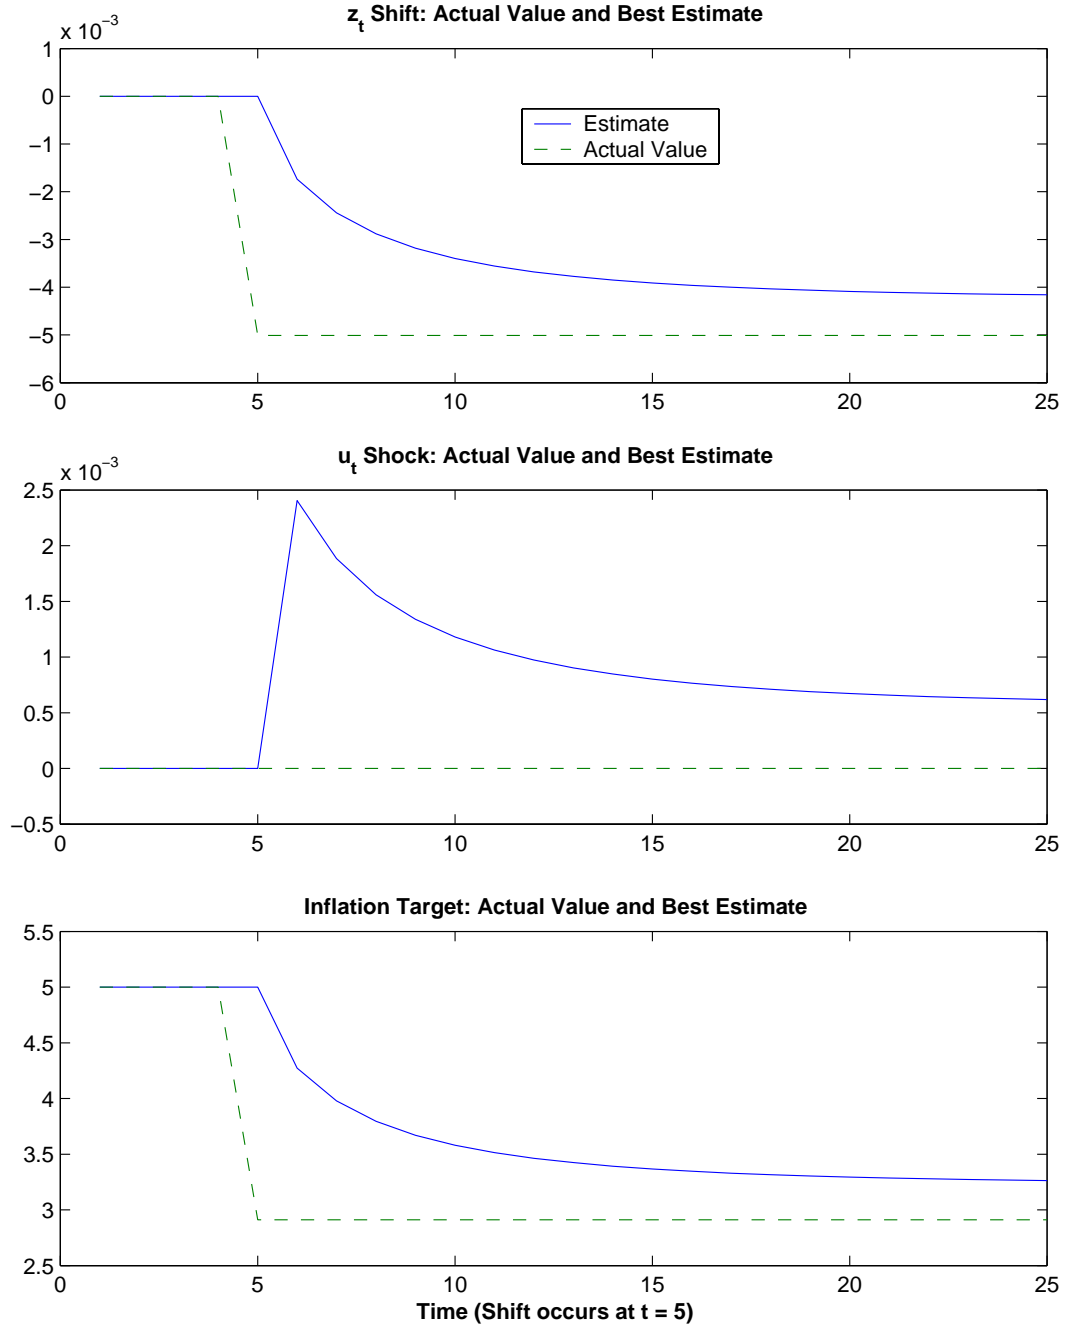 z_t Shift: Actual Value and Best Estimate
x 10^−3
1
0
−1
−2
−3
−4
−5
−6
Estimate
Actual Value
0 5 10 15 20 25
u_t Shock: Actual Value and Best Estimate
x 10^−3
2.5
2
1.5
1
0.5
0
−0.5
0 5 10 15 20 25
Inflation Target: Actual Value and Best Estimate
5.5
5
4.5
4
3.5
3
2.5
0 5 10 15 20 25
Time (Shift occurs at t = 5)